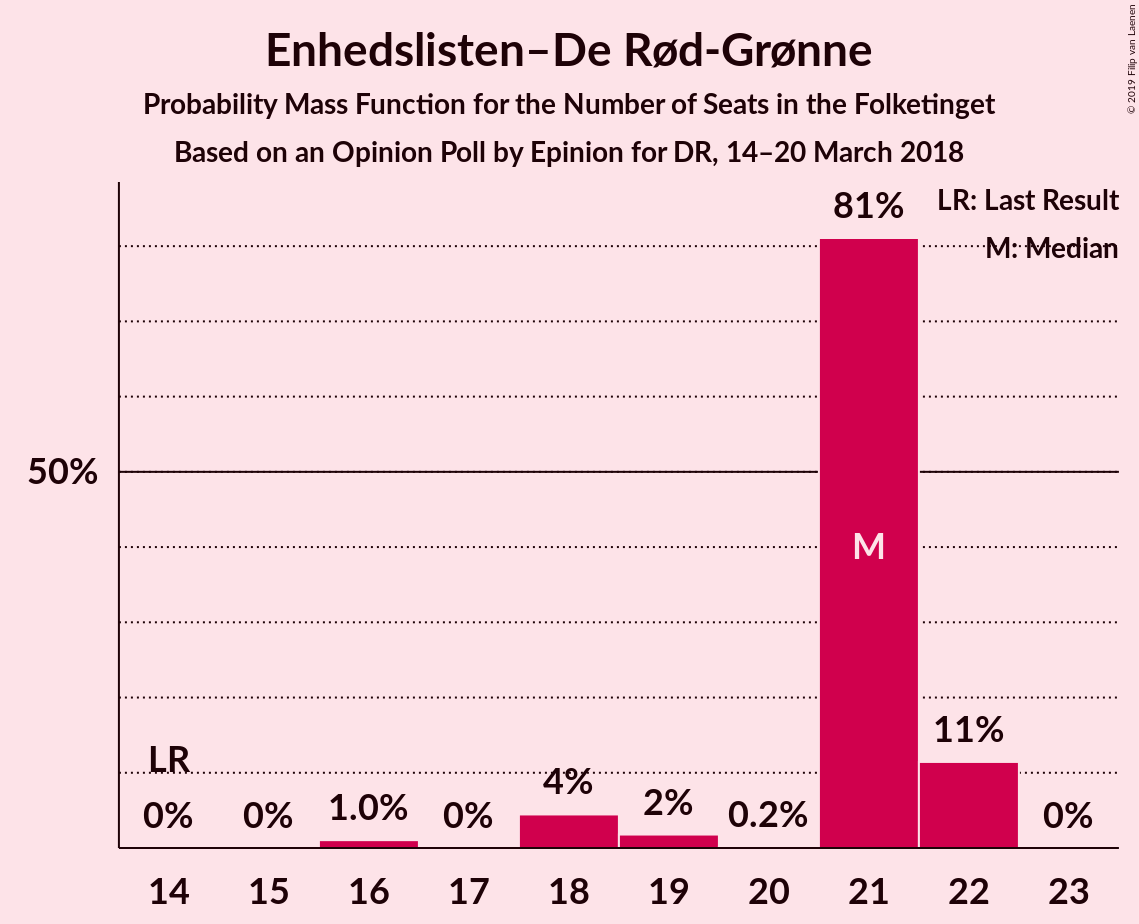 Enhedslisten–De Rød-Grønne
Probability Mass Function for the Number of Seats in the Folketinget
Based on an Opinion Poll by Epinion for DR, 14–20 March 2018
© 2019 Filip van Laenen
LR: Last Result
M: Median
81%
50%
M
11%
LR
4%
2%
1.0%
0.2%
0%
0%
0%
0%
14
15
16
17
18
19
20
21
22
23